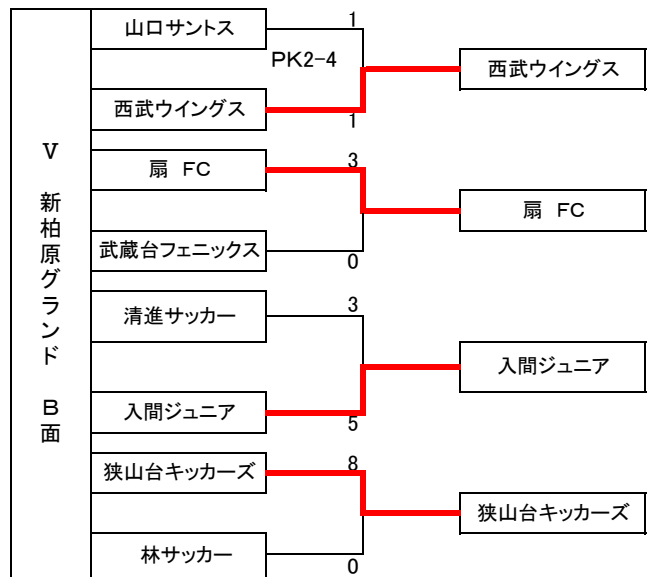 V 新柏原グランド B面
山口サントス
1
PK2-4
西武ウイングス
西武ウイングス
1
扇 FC
3
扇 FC
武蔵台フェニックス
0
清進サッカー
3
入間ジュニア
入間ジュニア
5
狭山台キッカーズ
8
狭山台キッカーズ
林サッカー
0